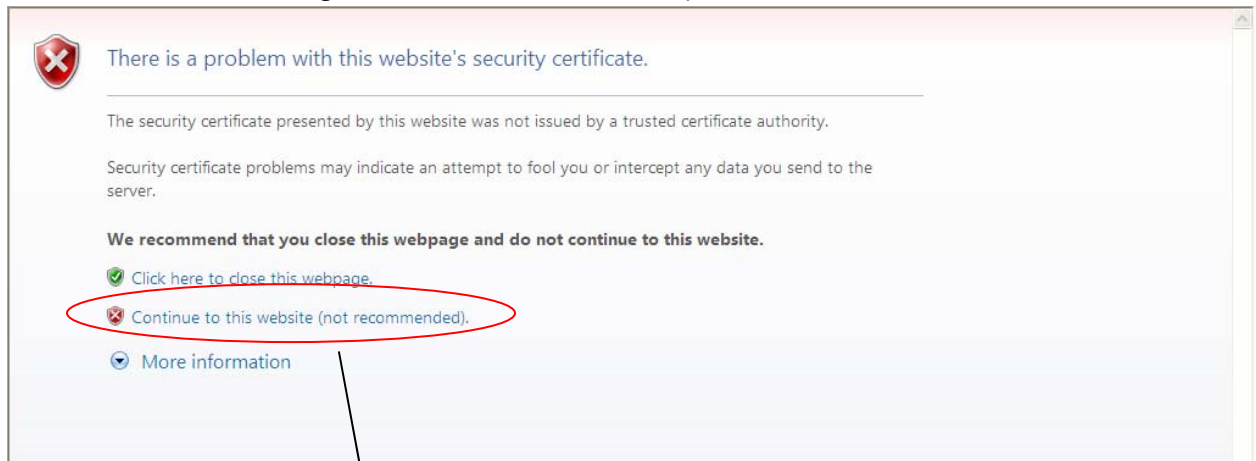 There is a problem with this website's security certificate.
The security certificate presented by this website was not issued by a trusted certificate authority.
Security certificate problems may indicate an attempt to fool you or intercept any data you send to the
server.
We recommend that you close this webpage and do not continue to this website.
Click here to close this webpage.
Continue to this website (not recommended).
More information